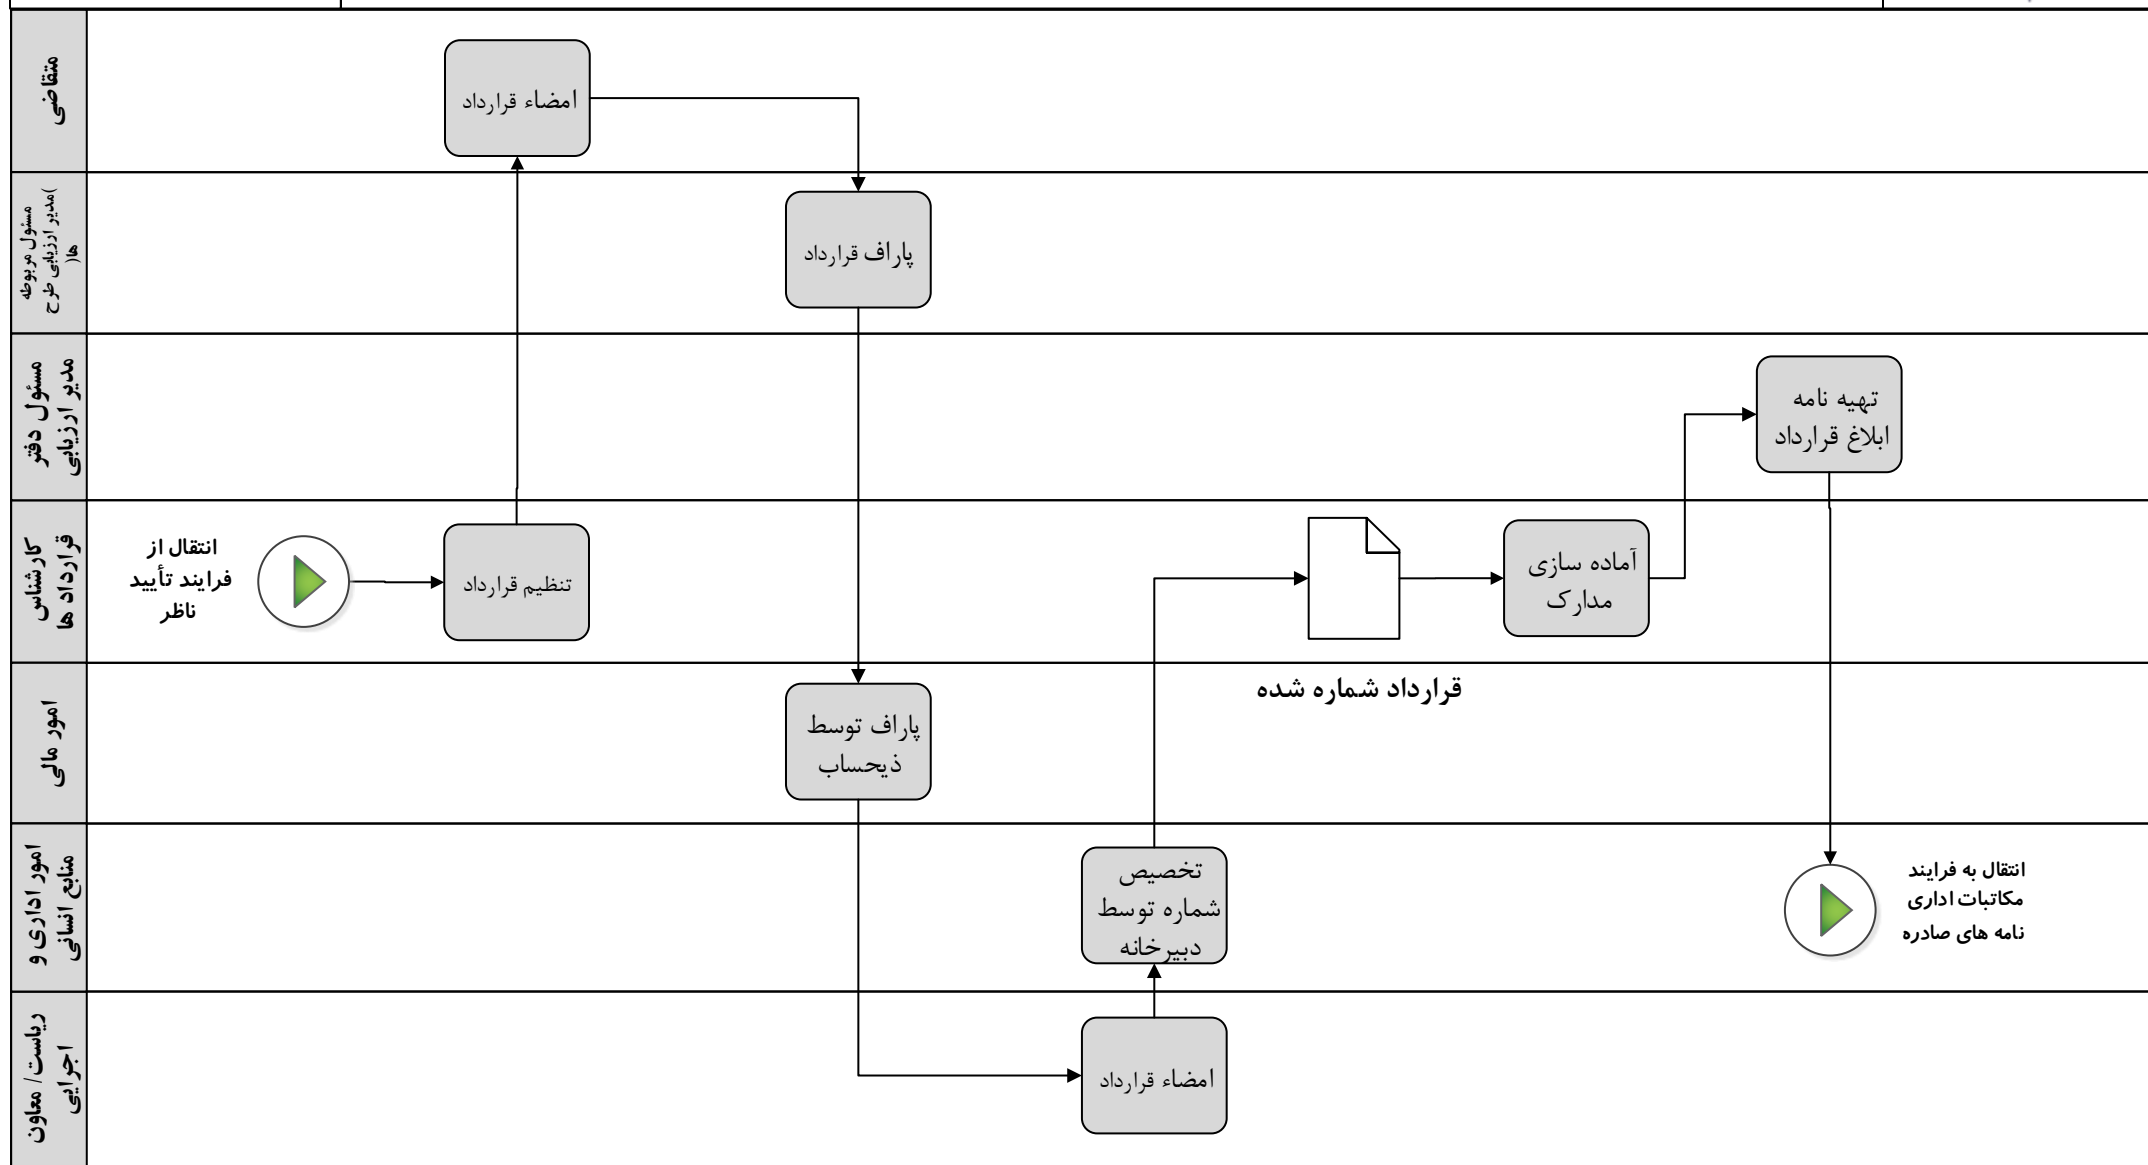 متقاضی
امضاء قرارداد
مسئول مربوطه
(مدیر ارزیابی طرح
ها)
پاراف قرارداد
مسئول دفتر
مدیر ارزیابی
تهیه نامه
ابلاغ قرارداد
کارشناس
قرارداد ها
انتقال از
فرایند تأیید
ناظر
تنظیم قرارداد
آماده سازی
مدارک
قرارداد شماره شده
امور مالی
پاراف توسط
ذیحساب
امور اداری و
منابع انسانی
تخصیص
شماره توسط
دبیرخانه
انتقال به فرایند
مکاتبات اداری
نامه های صادره
ریاست/ معاون
اجرایی
امضاء قرارداد